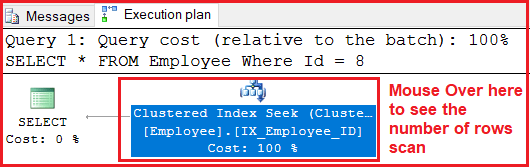 Messages Execution plan
Query 1: Query cost (relative to the batch): 100%
SELECT * FROM Employee Where Id = 8
SELECT
Cost: 0 %
Clustered Index Seek (Cluste…
[Employee].[IX_Employee_ID]
Cost: 100 %
Mouse Over here
to see the
number of rows
scan